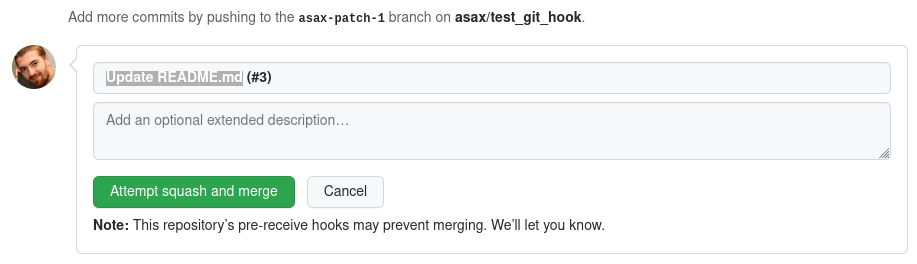 Add more commits by pushing to the asax-patch-1 branch on asax/test_git_hook.
Update README.md (#3)
Add an optional extended description…
Attempt squash and merge
Cancel
Note: This repository’s pre-receive hooks may prevent merging. We’ll let you know.